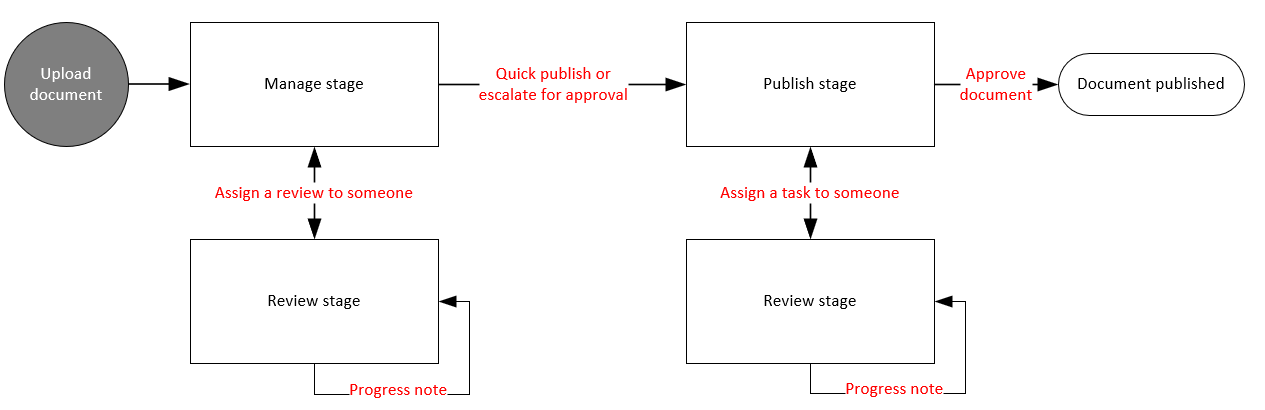 Upload
document
Manage stage
Quick publish or
escalate for approval
Publish stage
Approve
document
Document published
Assign a review to someone
Assign a task to someone
Review stage
Review stage
Progress note
Progress note